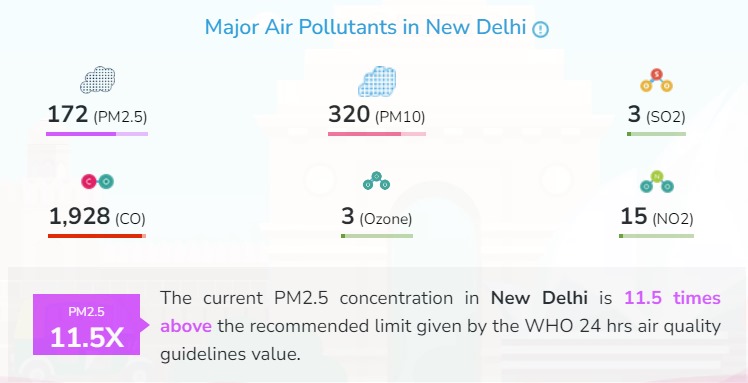 Major Air Pollutants in New Delhi
172 (PM2.5)
320 (PM10)
3 (SO2)
1,928 (CO)
3 (Ozone)
15 (NO2)
PM2.5
11.5X
The current PM2.5 concentration in New Delhi is 11.5 times
above the recommended limit given by the WHO 24 hrs air quality
guidelines value.